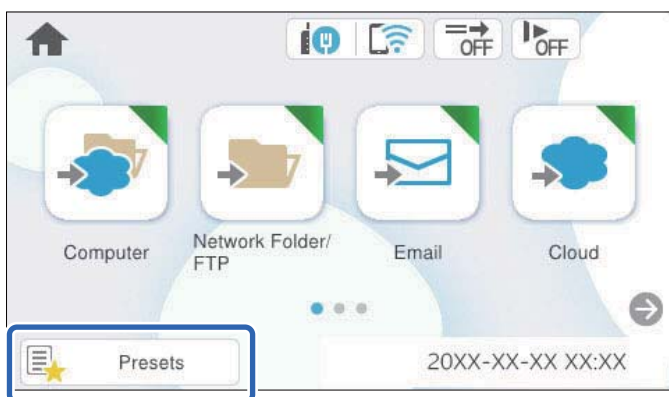 OFF
OFF
Computer
Network Folder/
FTP
Email
Cloud
Presets
20XX-XX-XX XX:XX